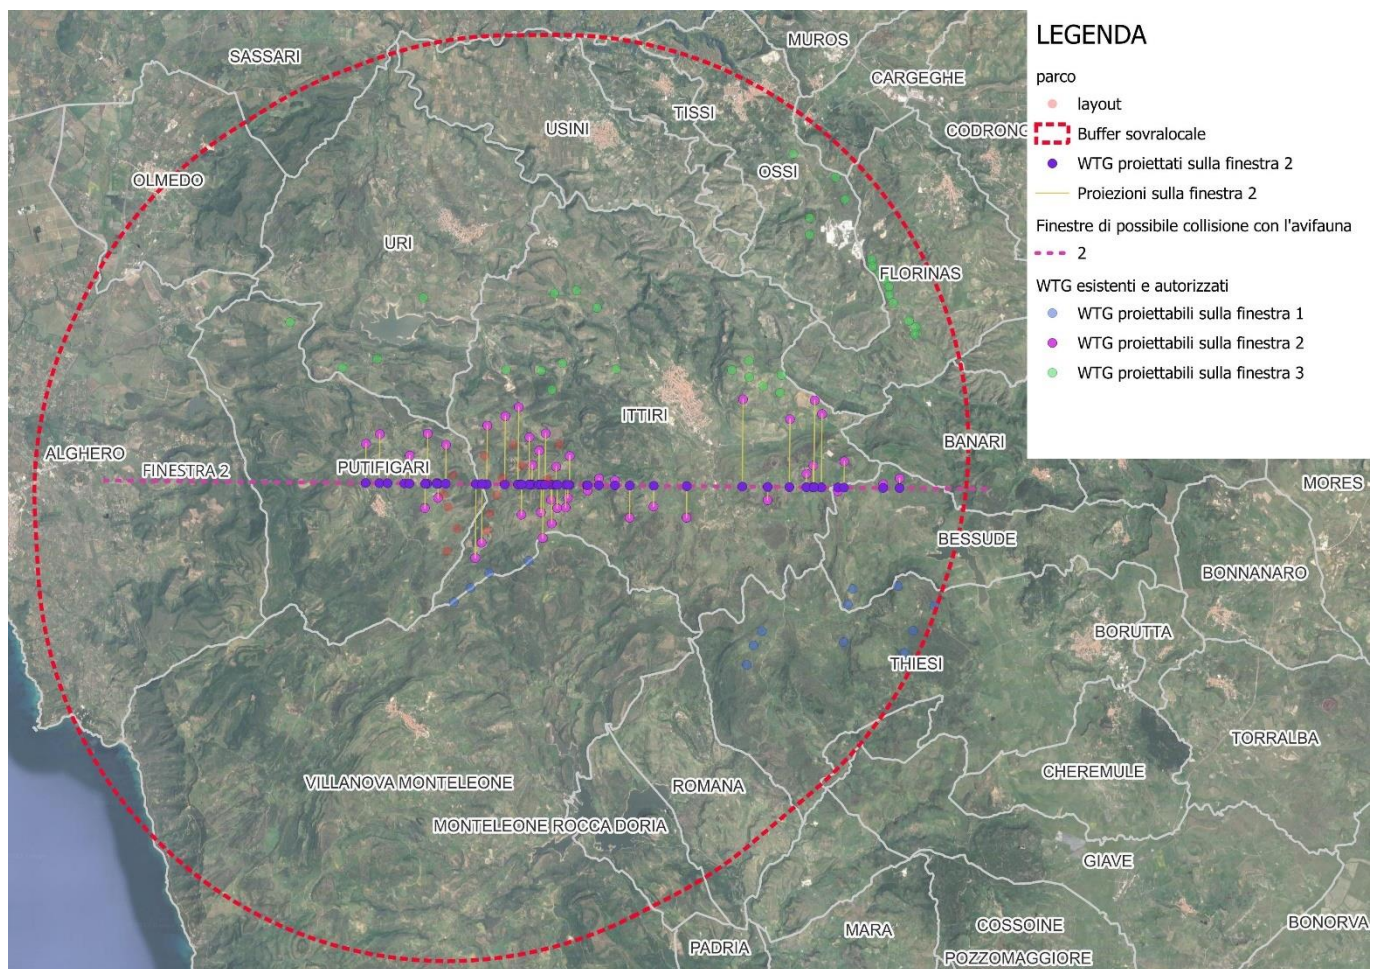 SASSARI
MUROS
CARGEGHE
TISSI
USINI
CODRONG
OSSI
OLMEDO
URI
FLORINAS
ITTIRI
BANARI
ALGHERO
FINESTRA 2
PUTIFIGARI
MORES
BESSUDE
BONNANARO
BORUTTA
THIESI
TORRALBA
CHEREMULE
VILLANOVA MONTELEONE
ROMANA
MONTELEONE ROCCA DORIA
GIAVE
BONORVA
MARA
COSSOINE
PADRIA
POZZOMAGGIORE
LEGENDA
parco
layout
Buffer sovralocale
WTG proiettati sulla finestra 2
Proiezioni sulla finestra 2
Finestre di possibile collisione con l'avifauna
2
WTG esistenti e autorizzati
WTG proiettabili sulla finestra 1
WTG proiettabili sulla finestra 2
WTG proiettabili sulla finestra 3